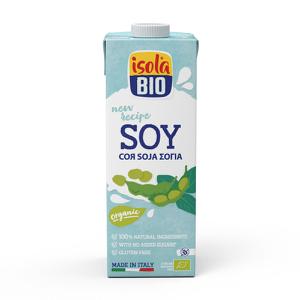 isola
BIO
new
recipe
SOY
СОЯ SOJA ΣΟΓΙΑ
organic
100% NATURAL INGREDIENTS
WITH NO ADDED SUGARS*
GLUTEN FREE
MADE IN ITALY